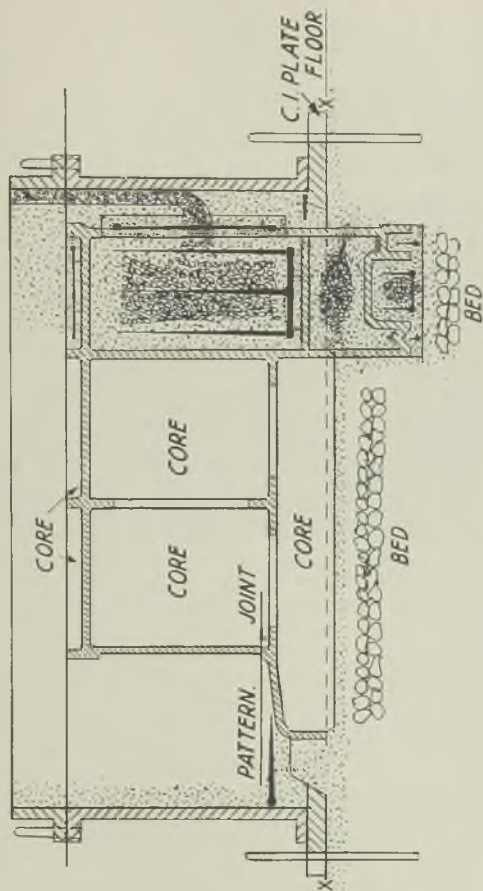 CORE
CORE
CORE
CORE
PATTERN.
JOINT
BED
BED
C.I. PLATE
FLOOR
X
X